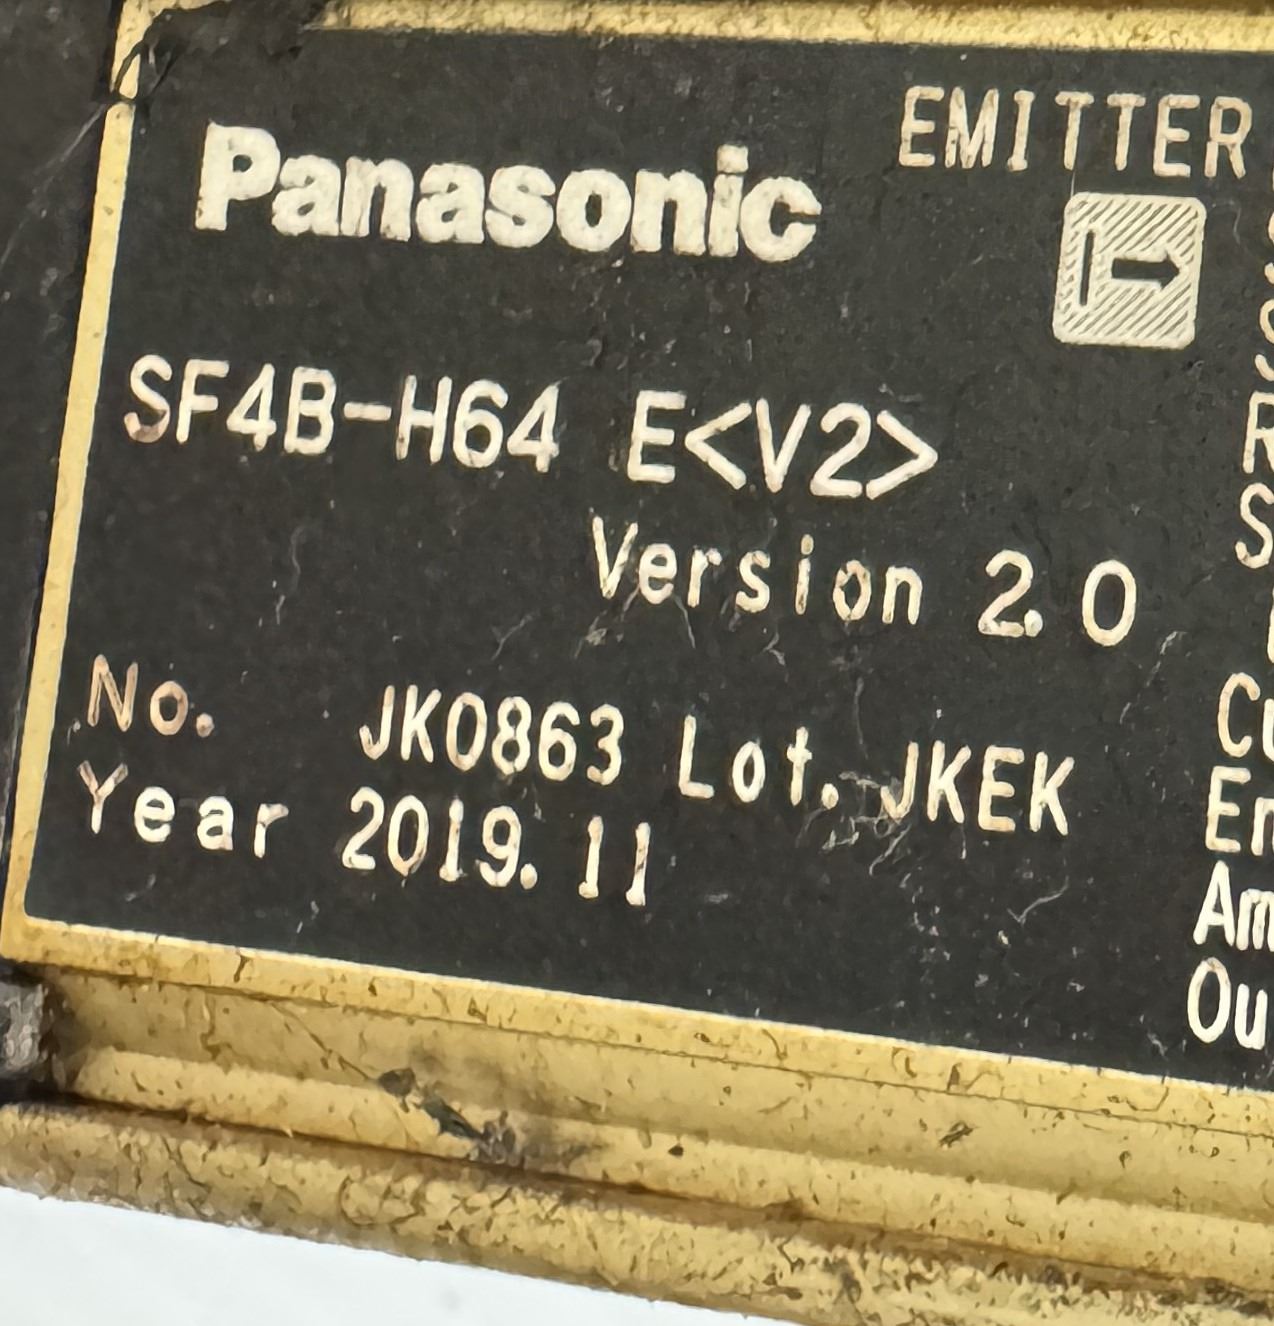 Panasonic
EMITTER
SF4B-H64 E<V2>
Version 2.0
No. JK0863 Lot. JKEK
Year 2019.11